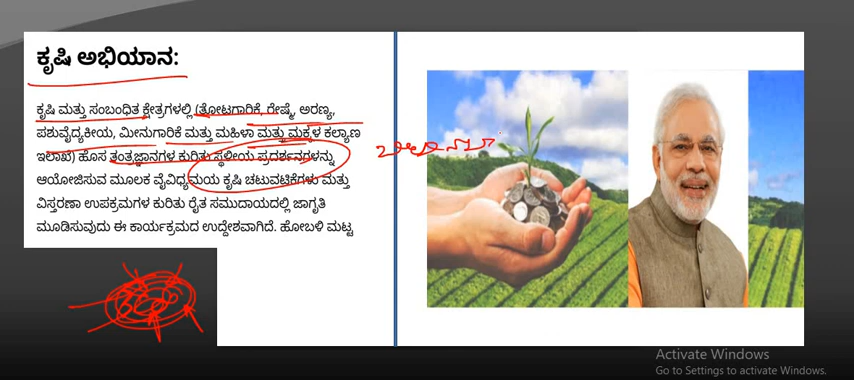 ಕೃಷಿ ಅಭಿಯಾನ:
ಕೃಷಿ ಮತ್ತು ಸಂಬಂಧಿತ ಕ್ಷೇತ್ರಗಳಲ್ಲಿ (ತೋಟಗಾರಿಕೆ, ರೇಷ್ಮೆ, ಅರಣ್ಯ,
ಪಶುವೈದ್ಯಕೀಯ, ಮೀನುಗಾರಿಕೆ ಮತ್ತು ಮಹಿಳಾ ಮತ್ತು ಮಕ್ಕಳ ಕಲ್ಯಾಣ
ಇಲಾಖೆ) ಹೊಸ ತಂತ್ರಜ್ಞಾನಗಳ ಕುರಿತು ಸ್ಥಳೀಯ ಪ್ರದರ್ಶನಗಳನ್ನು
ಆಯೋಜಿಸುವ ಮೂಲಕ ವೈವಿಧ್ಯಮಯ ಕೃಷಿ ಚಟುವಟಿಕೆಗಳು ಮತ್ತು
ವಿಸ್ತರಣಾ ಉಪಕ್ರಮಗಳ ಕುರಿತು ರೈತ ಸಮುದಾಯದಲ್ಲಿ ಜಾಗೃತಿ
ಮೂಡಿಸುವುದು ಈ ಕಾರ್ಯಕ್ರಮದ ಉದ್ದೇಶವಾಗಿದೆ. ಹೋಬಳಿ ಮಟ್ಟ
Activate Windows
Go to Settings to activate Windows.